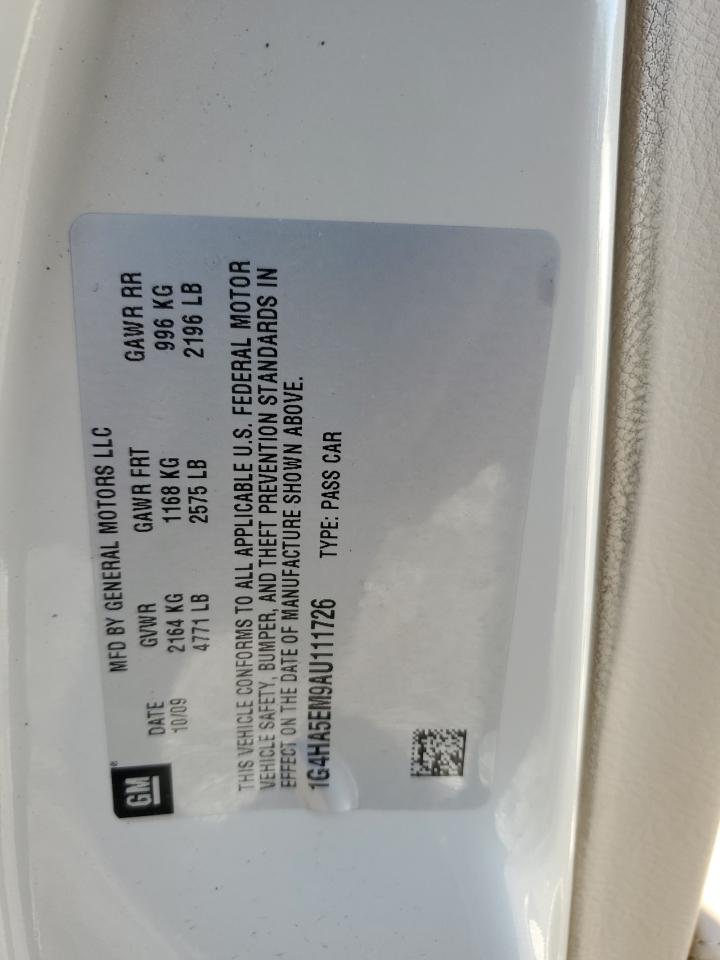 GM®
MFD BY GENERAL MOTORS LLC
DATE GVWR GAWR FRT GAWR RR
10/09 2164 KG 1168 KG 996 KG
4771 LB 2575 LB 2196 LB
THIS VEHICLE CONFORMS TO ALL APPLICABLE U.S. FEDERAL MOTOR
VEHICLE SAFETY, BUMPER, AND THEFT PREVENTION STANDARDS IN
EFFECT ON THE DATE OF MANUFACTURE SHOWN ABOVE.
1G4HA5EM9AU111726 TYPE: PASS CAR